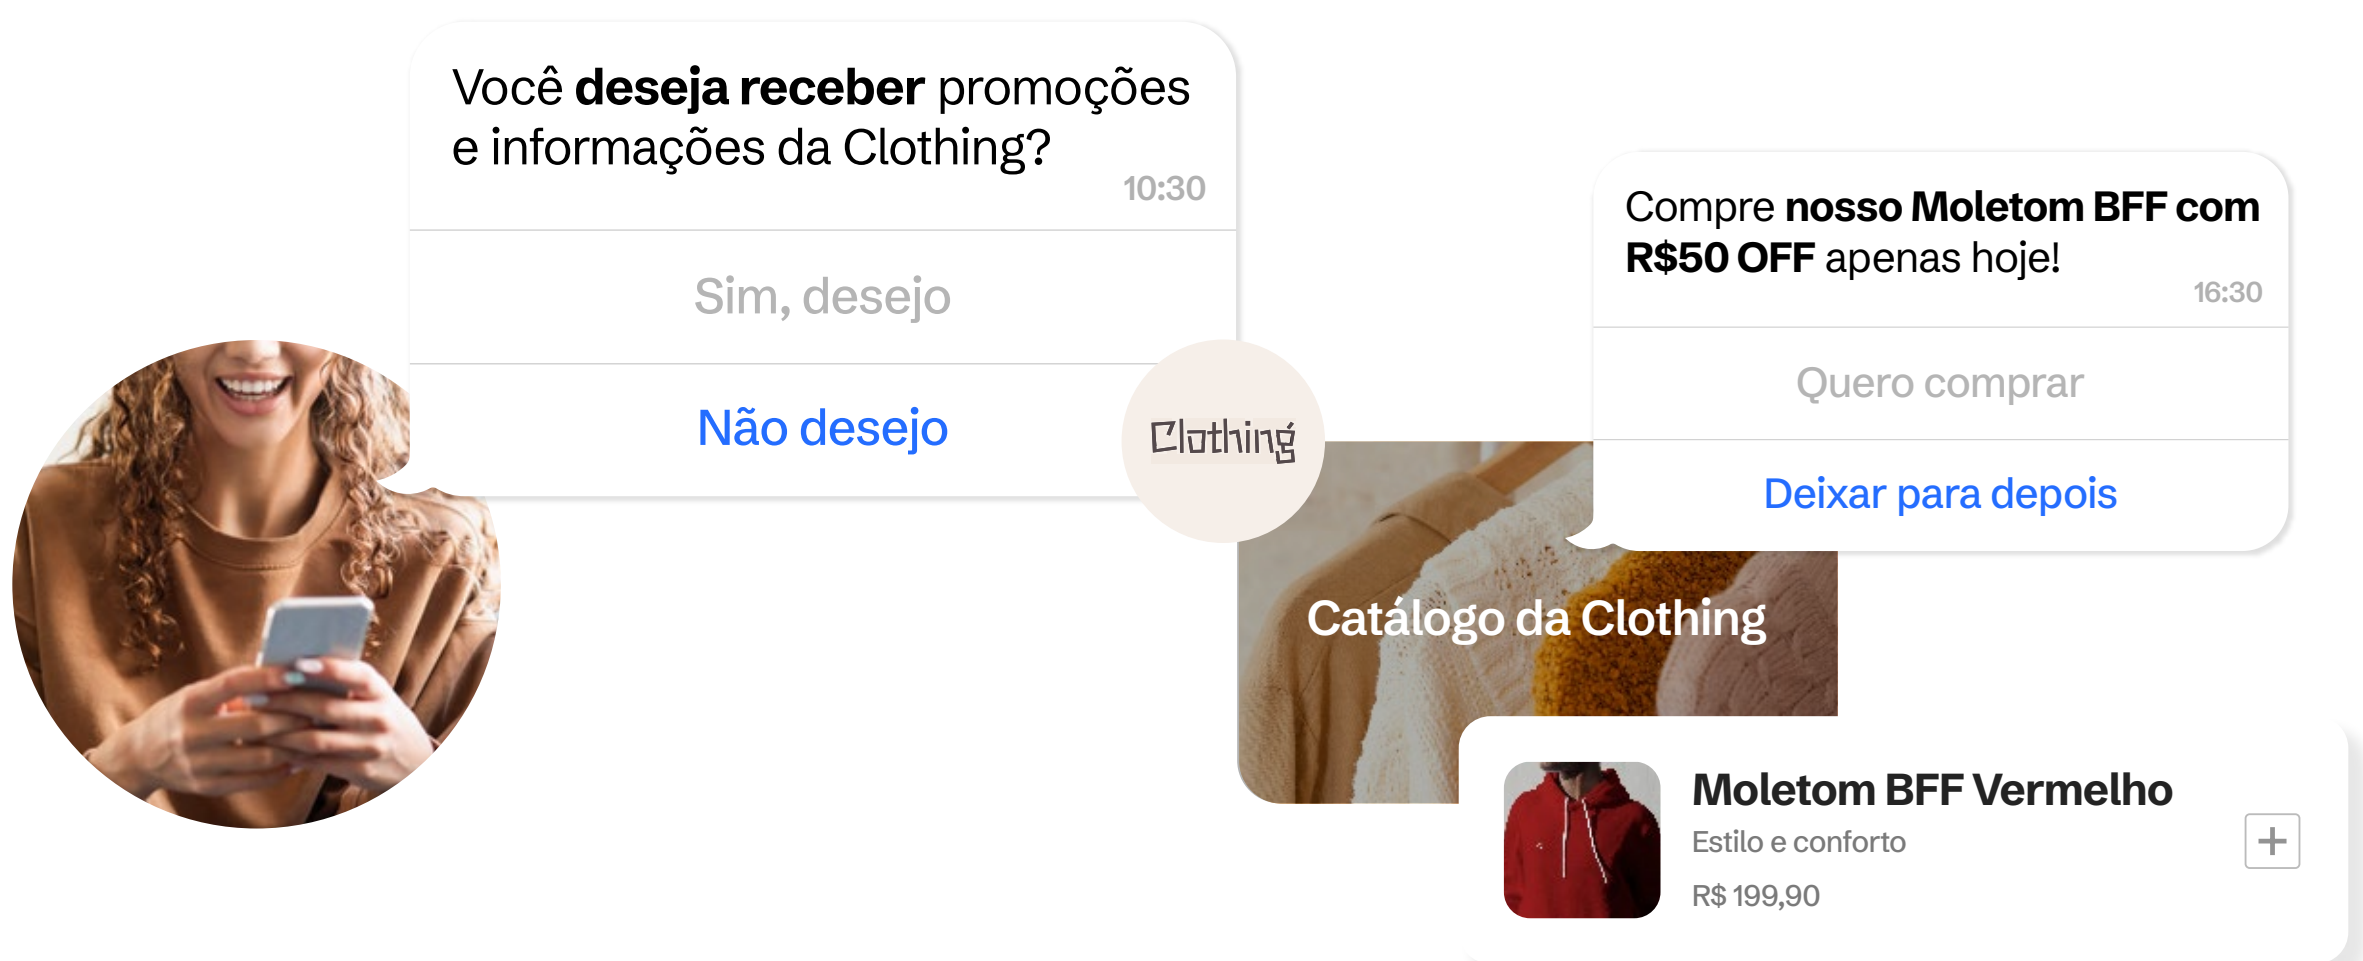 Você deseja receber promoções
e informações da Clothing?
10:30
Sim, desejo
Não desejo
Clothing
Compre nosso Moletom BFF com
R$50 OFF apenas hoje!
16:30
Quero comprar
Deixar para depois
Catálogo da Clothing
Moletom BFF Vermelho
Estilo e conforto
R$ 199,90